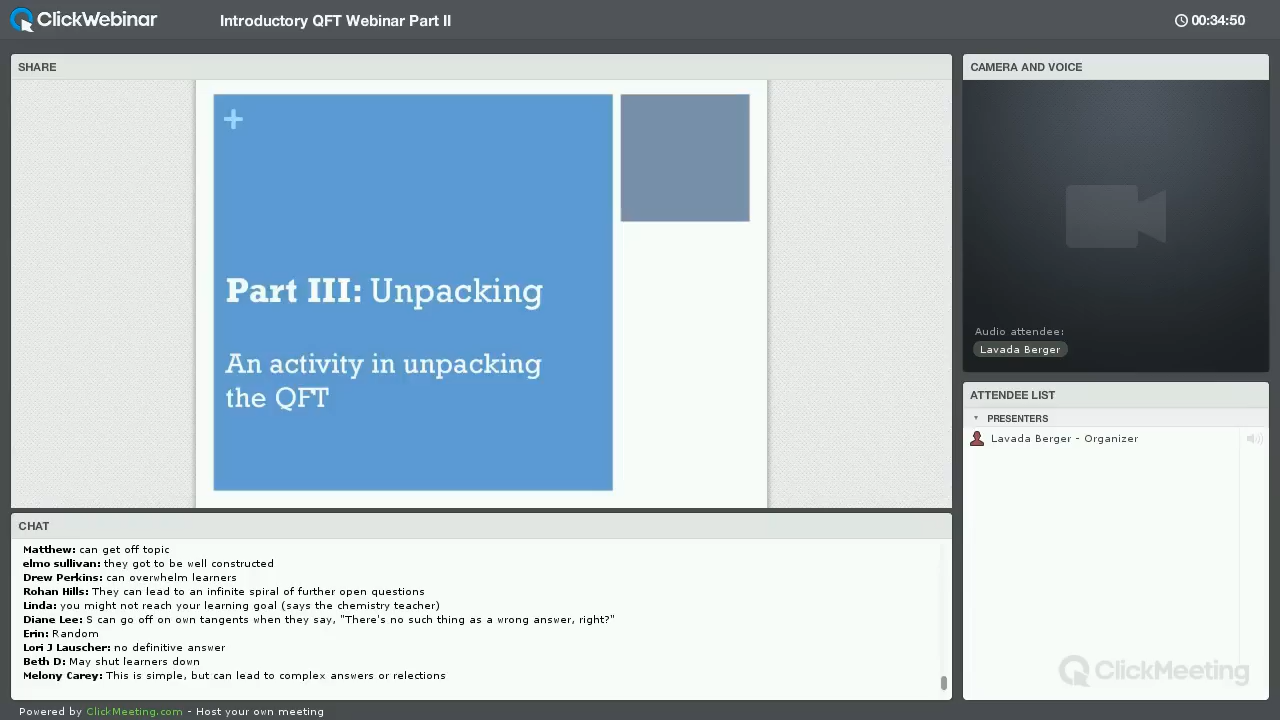 ClickWebinar
Introductory QFT Webinar Part II
00:34:50
SHARE
+
Part III: Unpacking
An activity in unpacking
the QFT
CAMERA AND VOICE
Audio attendee:
Lavada Berger
ATTENDEE LIST
PRESENTERS
Lavada Berger - Organizer
ClickMeeting
CHAT
Matthew: can get off topic
elmo sullivan: they got to be well constructed
Drew Perkins: can overwhelm learners
Rohan Hills: They can lead to an infinite spiral of further open questions
Linda: you might not reach your learning goal (says the chemistry teacher)
Diane Lee: S can go off on own tangents when they say, "There's no such thing as a wrong answer, right?"
Erin: Random
Lori J Lauscher: no definitive answer
Beth D: May shut learners down
Melony Carey: This is simple, but can lead to complex answers or relections
Powered by ClickMeeting.com - Host your own meeting